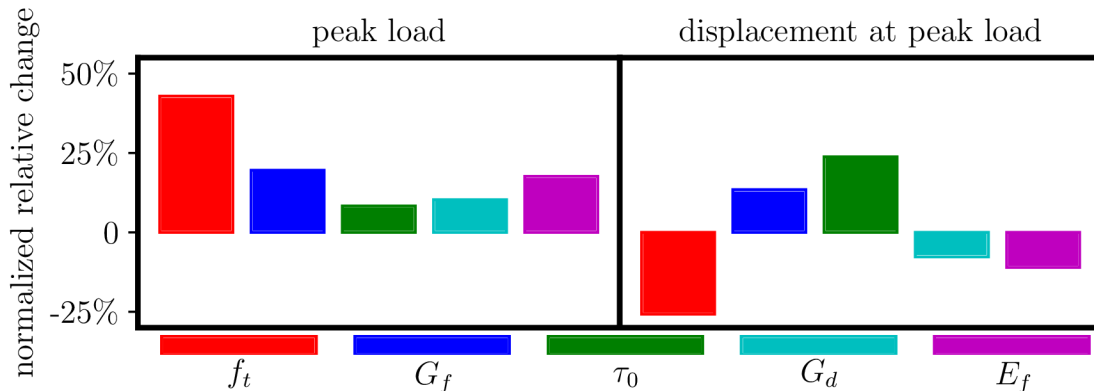 peak load
displacement at peak load
normalized relative change
50%
25%
0
-25%
f_t
G_f
τ_0
G_d
E_f